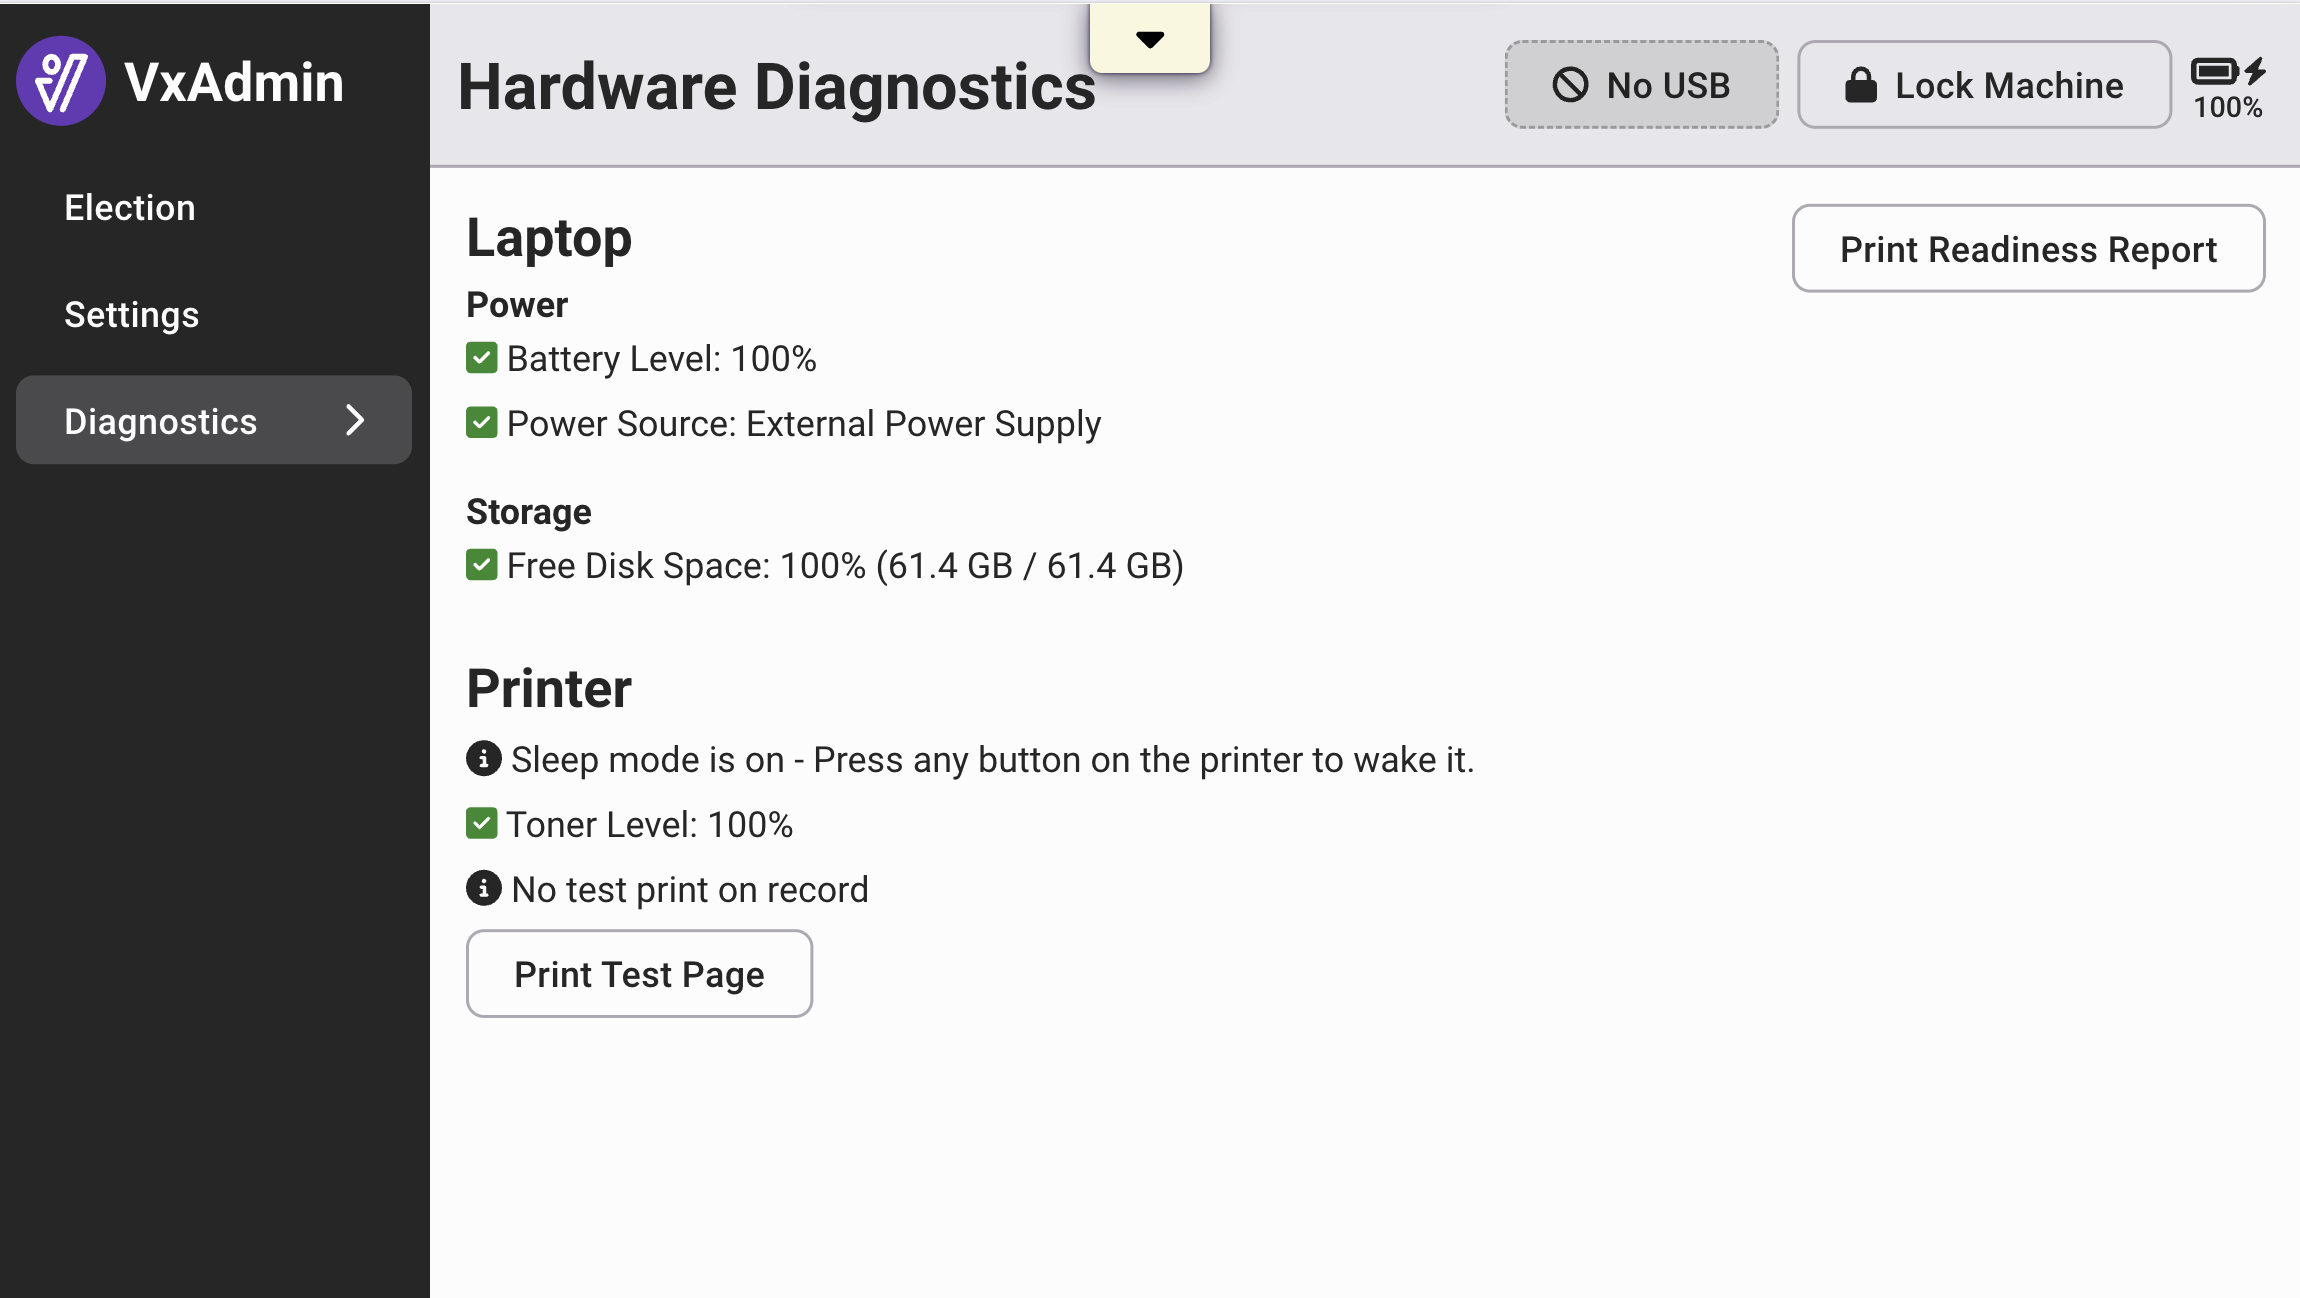 VxAdmin
Election
Settings
Diagnostics
Hardware Diagnostics
No USB
Lock Machine
100%
Print Readiness Report
Laptop
Power
Battery Level: 100%
Power Source: External Power Supply
Storage
Free Disk Space: 100% (61.4 GB / 61.4 GB)
Printer
Sleep mode is on - Press any button on the printer to wake it.
Toner Level: 100%
No test print on record
Print Test Page